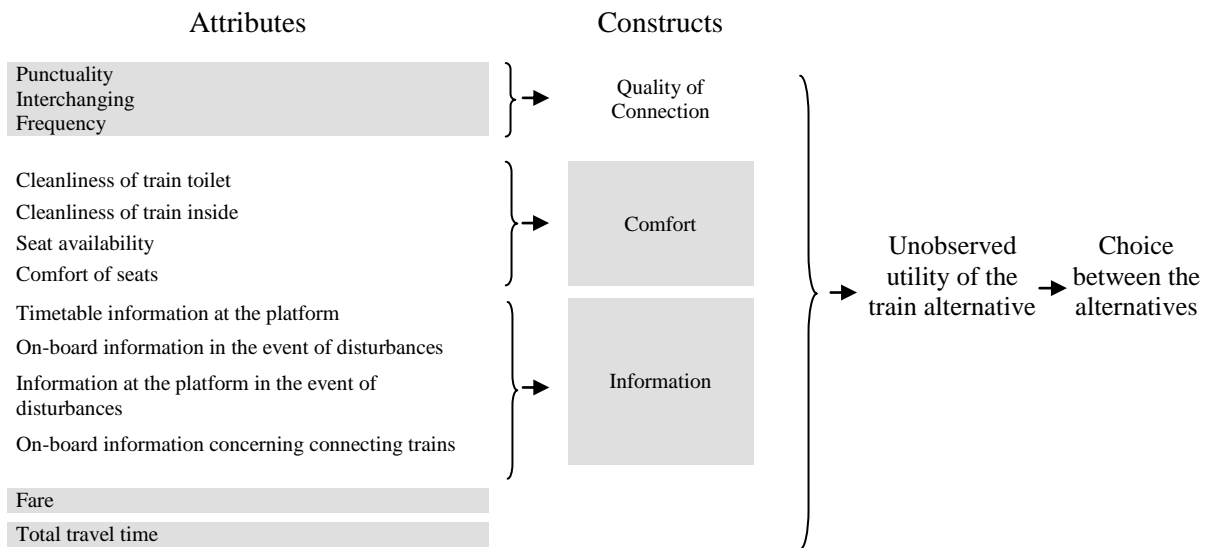 Attributes
Constructs
Punctuality
Interchanging
Frequency
Quality of
Connection
Cleanliness of train toilet
Cleanliness of train inside
Seat availability
Comfort of seats
Comfort
Timetable information at the platform
On-board information in the event of disturbances
Information at the platform in the event of
disturbances
On-board information concerning connecting trains
Information
Fare
Total travel time
Unobserved
utility of the
train alternative
Choice
between the
alternatives